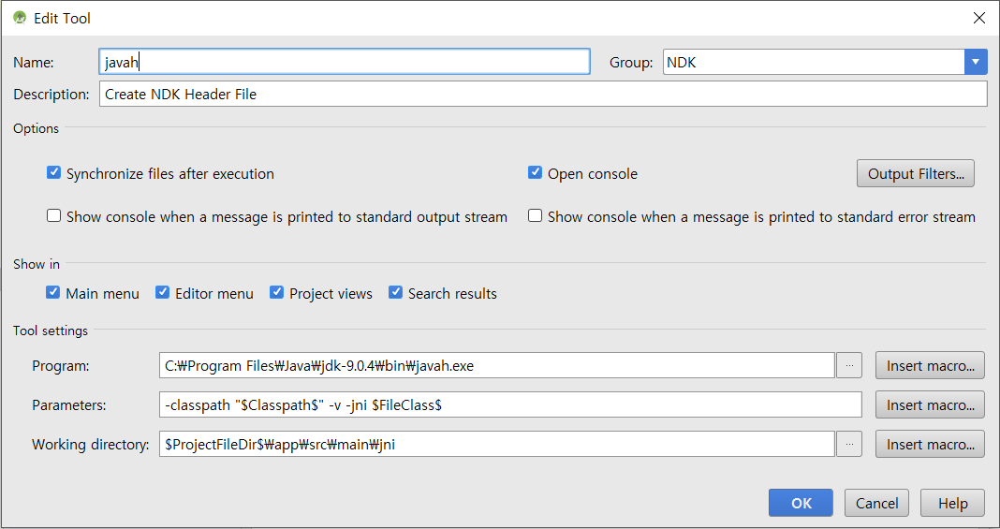 Edit Tool
Name: javah Group: NDK
Description: Create NDK Header File
Options
Synchronize files after execution Open console Output Filters...
Show console when a message is printed to standard output stream Show console when a message is printed to standard error stream
Show in
Main menu Editor menu Project views Search results
Tool settings
Program: C:₩Program Files₩Java₩jdk-9.0.4₩bin₩javah.exe ... Insert macro...
Parameters: -classpath "$Classpath$" -v -jni $FileClass$ Insert macro...
Working directory: $ProjectFileDir$₩app₩src₩main₩jni ... Insert macro...
OK Cancel Help